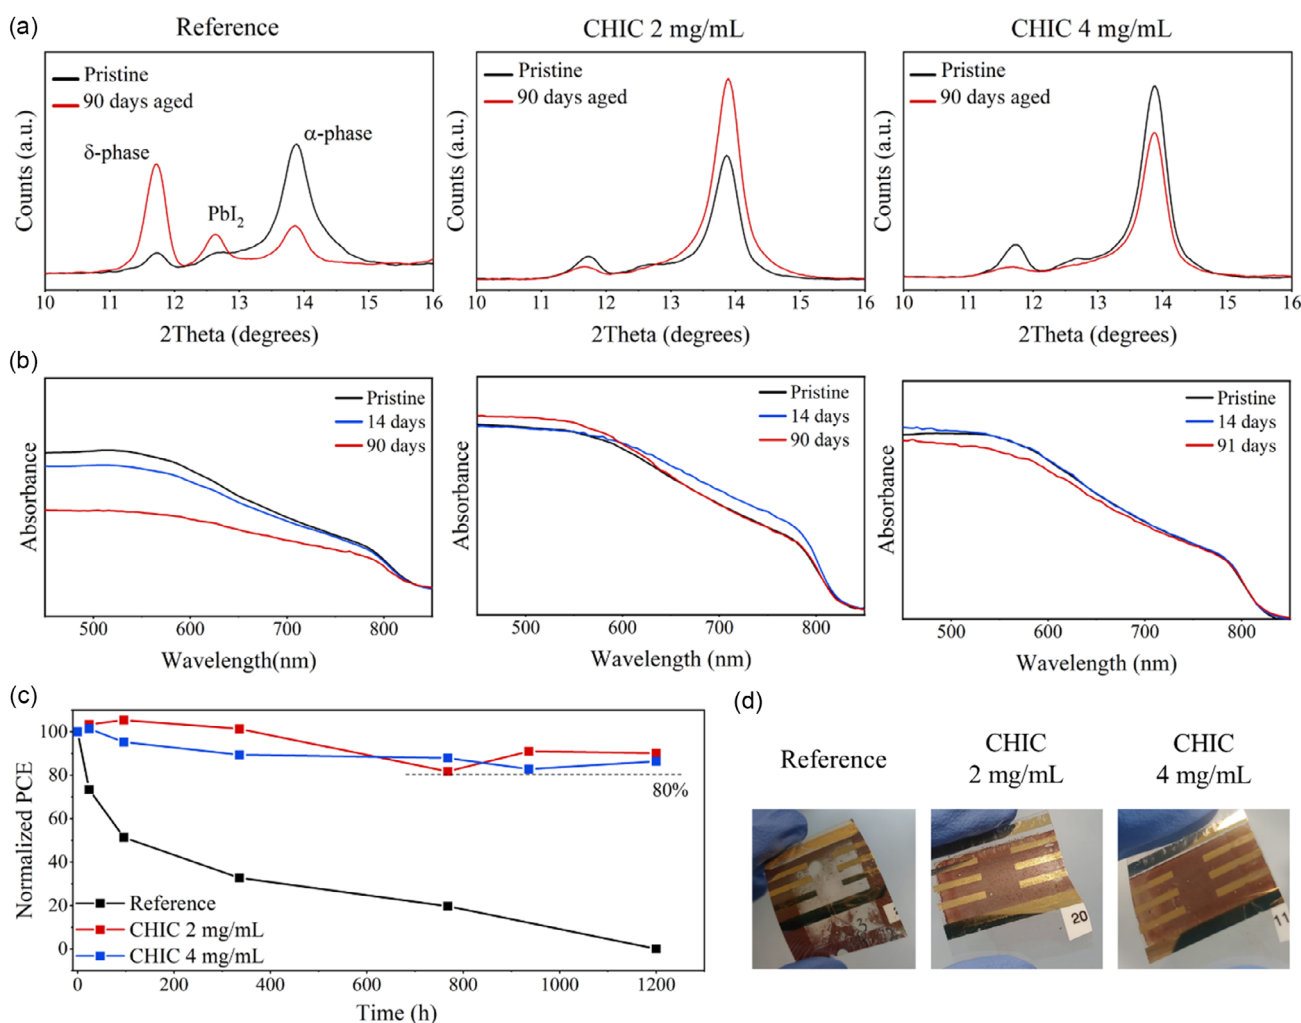 (a)
Reference
CHIC 2 mg/mL
CHIC 4 mg/mL
Counts (a.u.)
Pristine
90 days aged
δ-phase
PbI2
α-phase
10 11 12 13 14 15 16
2Theta (degrees)
Counts (a.u.)
Pristine
90 days aged
10 11 12 13 14 15 16
2Theta (degrees)
Counts (a.u.)
Pristine
90 days aged
10 11 12 13 14 15 16
2Theta (degrees)
(b)
Absorbance
Pristine
14 days
90 days
500 600 700 800
Wavelength(nm)
Absorbance
Pristine
14 days
90 days
500 600 700 800
Wavelength (nm)
Absorbance
Pristine
14 days
91 days
500 600 700 800
Wavelength (nm)
(c)
Normalized PCE
100
80
60
40
20
0
80%
Reference
CHIC 2 mg/mL
CHIC 4 mg/mL
0 200 400 600 800 1000 1200
Time (h)
(d)
Reference
CHIC
2 mg/mL
CHIC
4 mg/mL
3
20
11